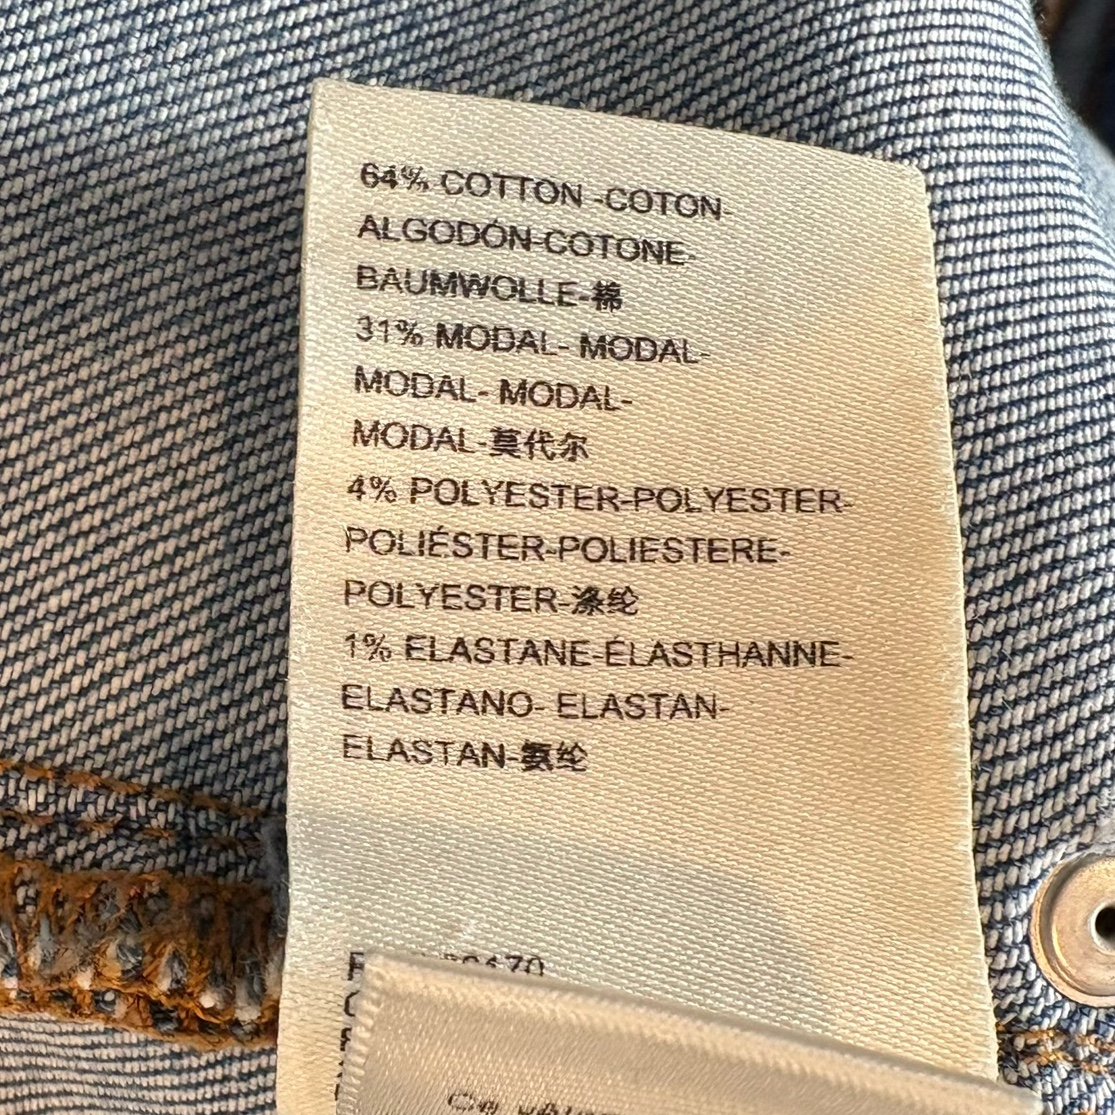 64% COTTON -COTON-
ALGODÓN-COTONE-
BAUMWOLLE-棉
31% MODAL- MODAL-
MODAL- MODAL-
MODAL-莫代尔
4% POLYESTER-POLYESTER-
POLIÉSTER-POLIESTERE-
POLYESTER-涤纶
1% ELASTANE-ÉLASTHANNE-
ELASTANO- ELASTAN-
ELASTAN-氨纶